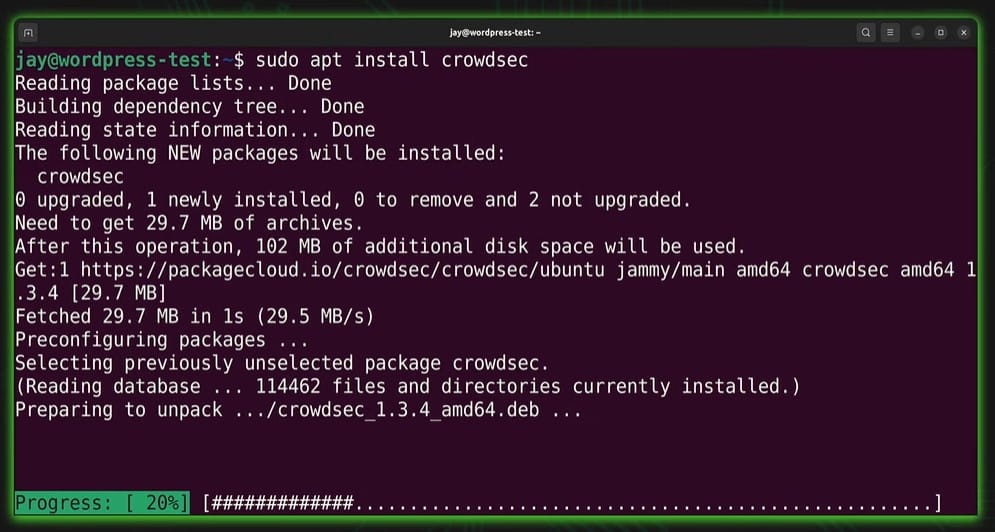 jay@wordpress-test: ~
jay@wordpress-test:~$ sudo apt install crowdsec
Reading package lists... Done
Building dependency tree... Done
Reading state information... Done
The following NEW packages will be installed:
  crowdsec
0 upgraded, 1 newly installed, 0 to remove and 2 not upgraded.
Need to get 29.7 MB of archives.
After this operation, 102 MB of additional disk space will be used.
Get:1 https://packagecloud.io/crowdsec/crowdsec/ubuntu jammy/main amd64 crowdsec amd64 1
.3.4 [29.7 MB]
Fetched 29.7 MB in 1s (29.5 MB/s)
Preconfiguring packages ...
Selecting previously unselected package crowdsec.
(Reading database ... 114462 files and directories currently installed.)
Preparing to unpack .../crowdsec_1.3.4_amd64.deb ...
Progress: [ 20%] [#############.....................................................]